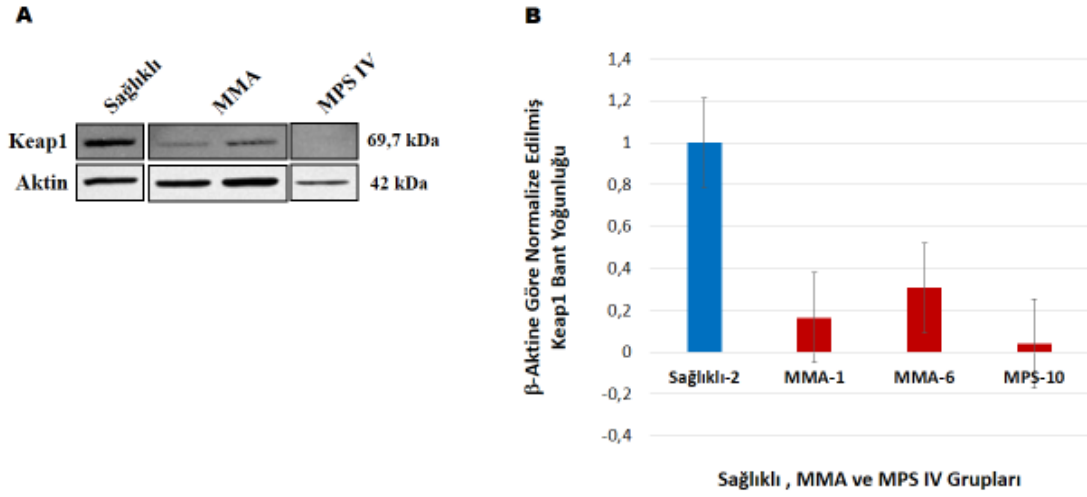 A
Sağlıklı
MMA
MPS IV
Keap1
69,7 kDa
Aktin
42 kDa
B
β-Aktine Göre Normalize Edilmiş
Keap1 Bant Yoğunluğu
1,4
1,2
1
0,8
0,6
0,4
0,2
0
-0,2
-0,4
Sağlıklı-2
MMA-1
MMA-6
MPS-10
Sağlıklı , MMA ve MPS IV Grupları